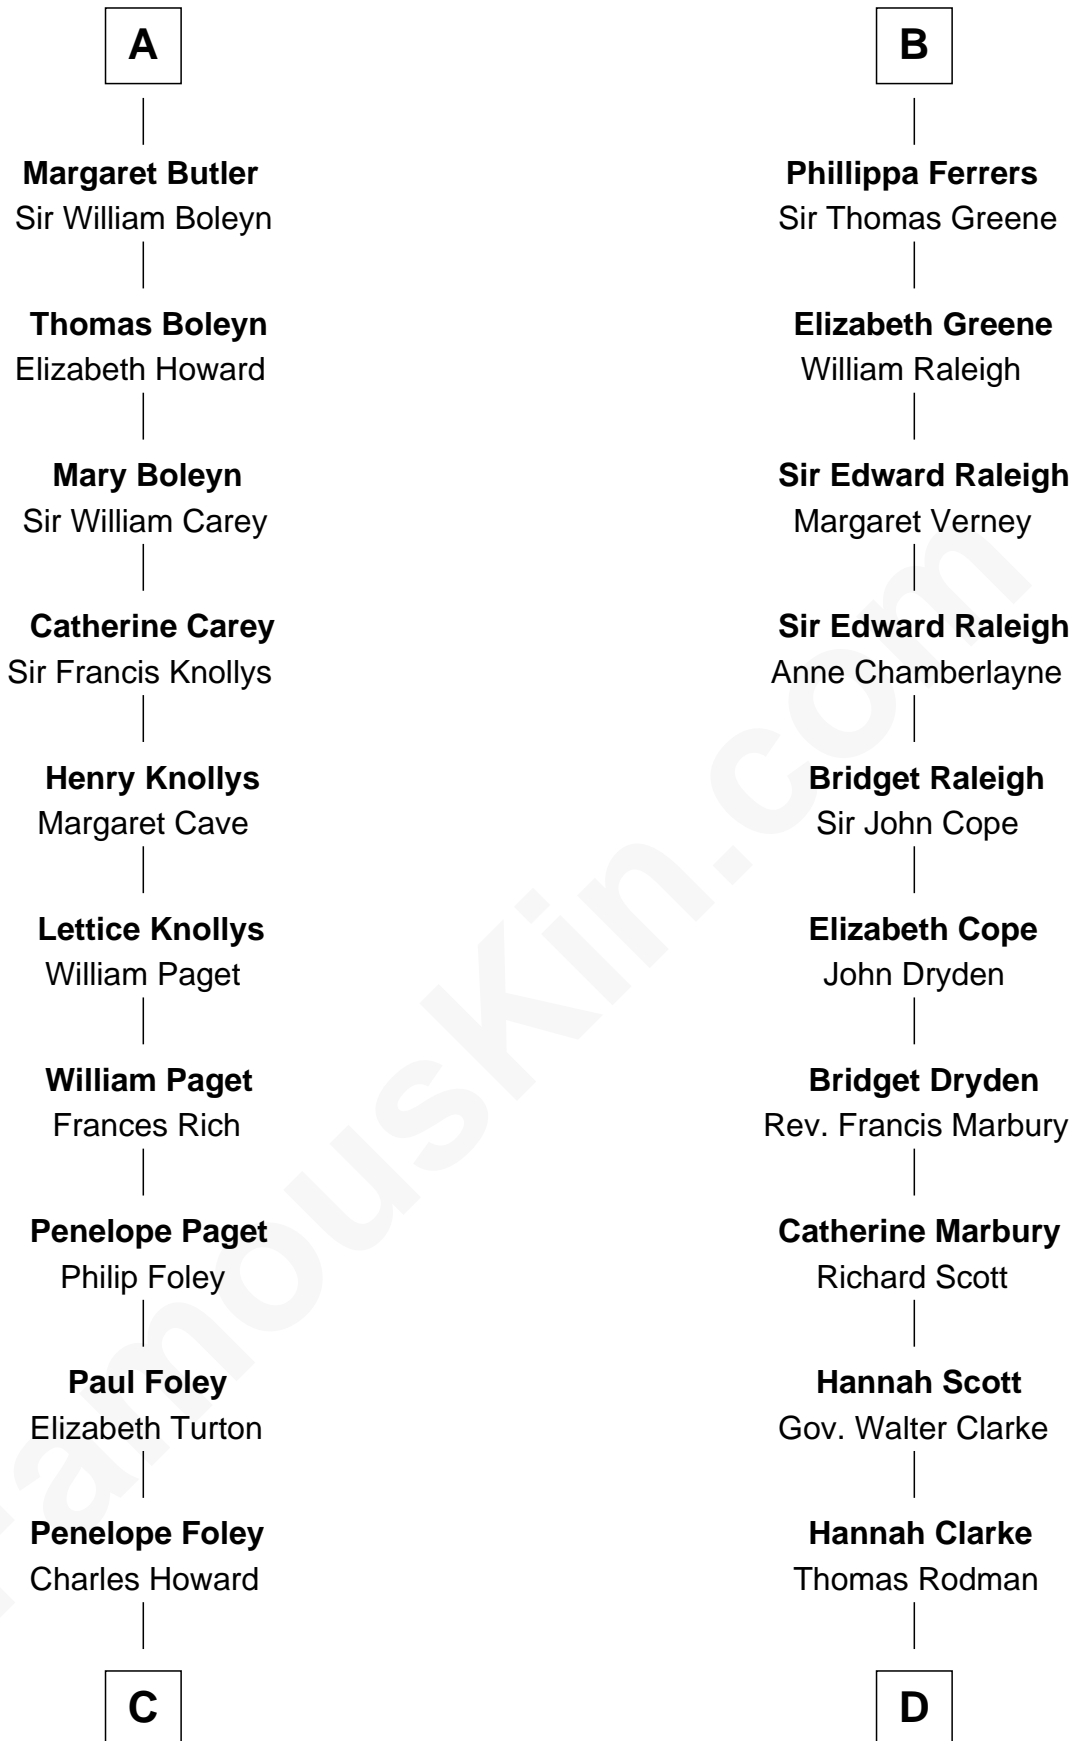 A
Margaret Butler
Sir William Boleyn
Thomas Boleyn
Elizabeth Howard
Mary Boleyn
Sir William Carey
Catherine Carey
Sir Francis Knollys
Henry Knollys
Margaret Cave
Lettice Knollys
William Paget
William Paget
Frances Rich
Penelope Paget
Philip Foley
Paul Foley
Elizabeth Turton
Penelope Foley
Charles Howard
C
B
Phillippa Ferrers
Sir Thomas Greene
Elizabeth Greene
William Raleigh
Sir Edward Raleigh
Margaret Verney
Sir Edward Raleigh
Anne Chamberlayne
Bridget Raleigh
Sir John Cope
Elizabeth Cope
John Dryden
Bridget Dryden
Rev. Francis Marbury
Catherine Marbury
Richard Scott
Hannah Scott
Gov. Walter Clarke
Hannah Clarke
Thomas Rodman
D
FamousKin.com